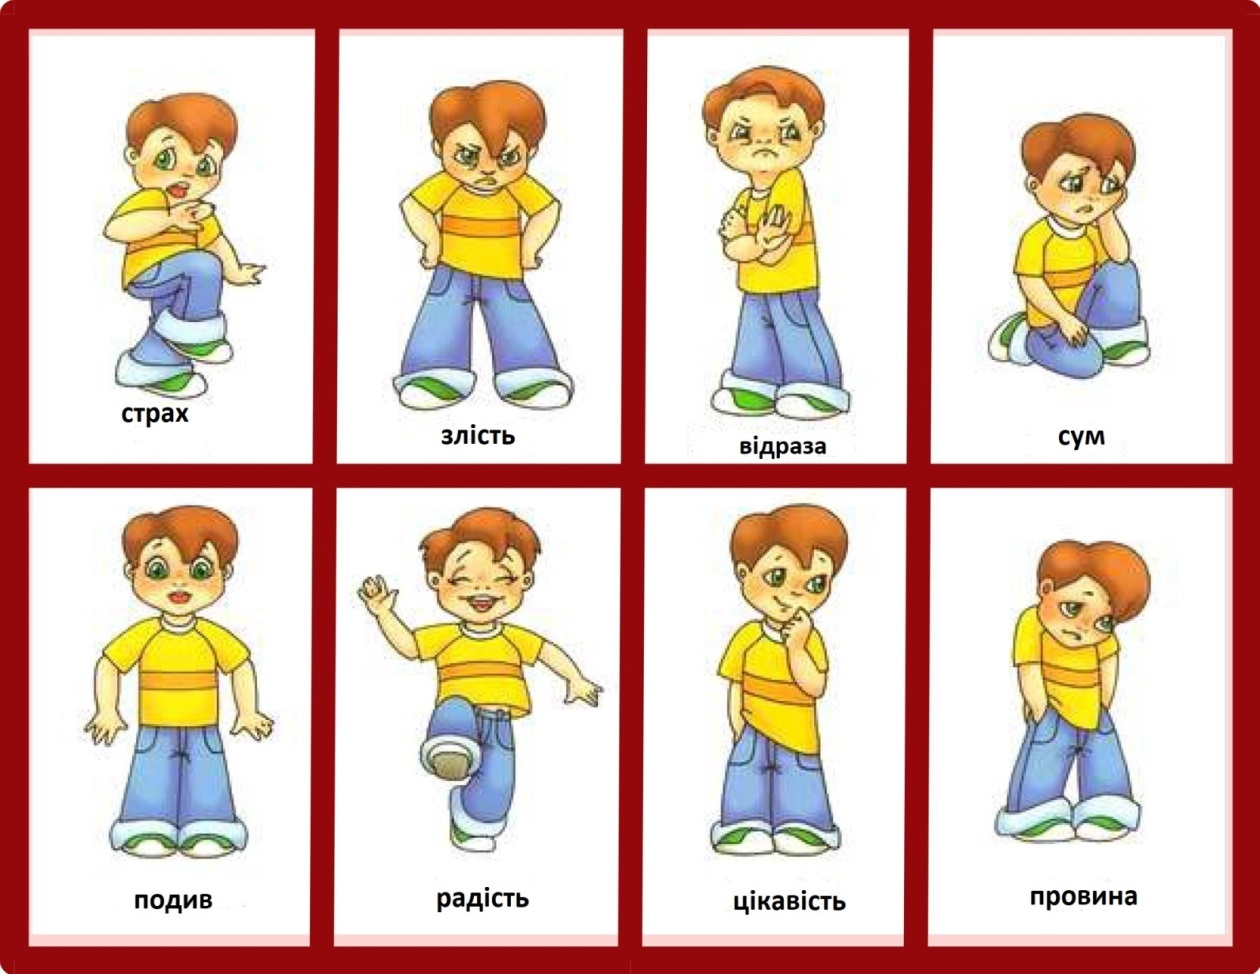 страх
злість
відраза
сум
подив
радість
цікавість
провина